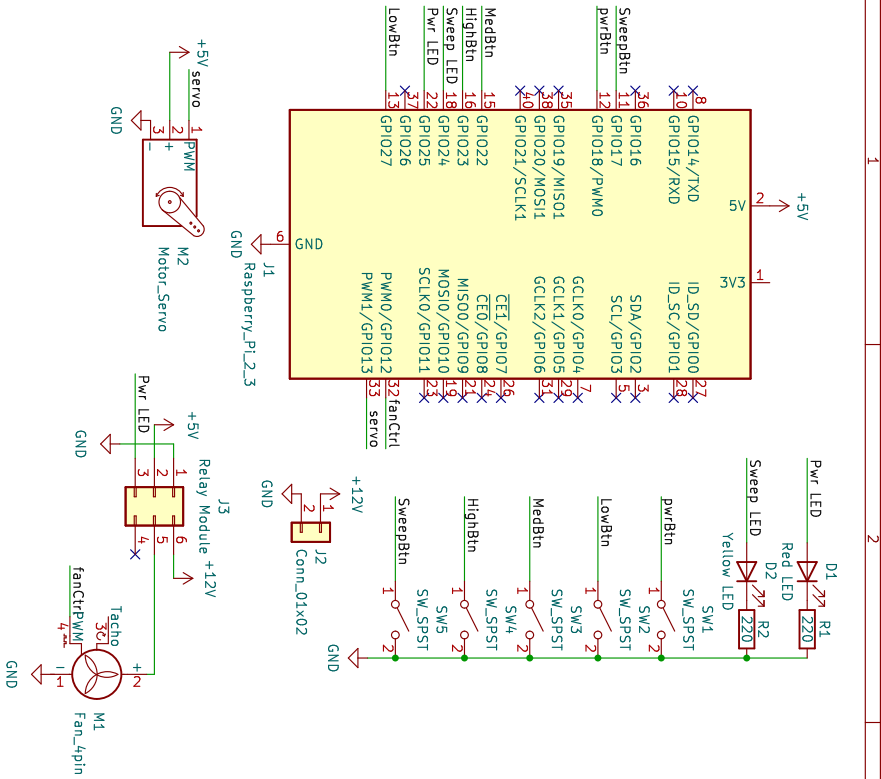 LowBtn
Pwr LED
Sweep LED
HighBtn
MedBtn
pwrBtn
SweepBtn
13
37
22
18
16
15
40
38
35
12
11
36
10
8
GPIO27
GPIO26
GPIO25
GPIO24
GPIO23
GPIO22
GPIO21/SCLK1
GPIO20/MOSI1
GPIO19/MISO1
GPIO18/PWM0
GPIO17
GPIO16
GPIO15/RXD
GPIO14/TXD
5V
2
+5V
3V3
1
GND
6
GND
J1
Raspberry_Pi_2_3
PWM1/GPIO13
PWM0/GPIO12
SCLK0/GPIO11
MOSI0/GPIO10
MISO0/GPIO9
CE0/GPIO8
CE1/GPIO7
GCLK2/GPIO6
GCLK1/GPIO5
GCLK0/GPIO4
SCL/GPIO3
SDA/GPIO2
ID_SC/GPIO1
ID_SD/GPIO0
33
32
23
19
21
24
26
31
29
7
5
3
28
27
servo
fanCtrl
+5V
servo
GND
3
2
1
-
+
PWM
M2
Motor_Servo
Pwr LED
+5V
GND
3
2
1
4
5
6
J3
Relay Module
+12V
fanCtrl
PWM
4
Tacho
3
-
1
+
2
GND
M1
Fan_4pin
+12V
GND
2
1
J2
Conn_01x02
SweepBtn
1
2
SW5
SW_SPST
HighBtn
1
2
SW4
SW_SPST
MedBtn
1
2
SW3
SW_SPST
LowBtn
1
2
SW2
SW_SPST
pwrBtn
1
2
SW1
SW_SPST
GND
Sweep LED
D2
Yellow LED
R2
220
Pwr LED
D1
Red LED
R1
220
1
2